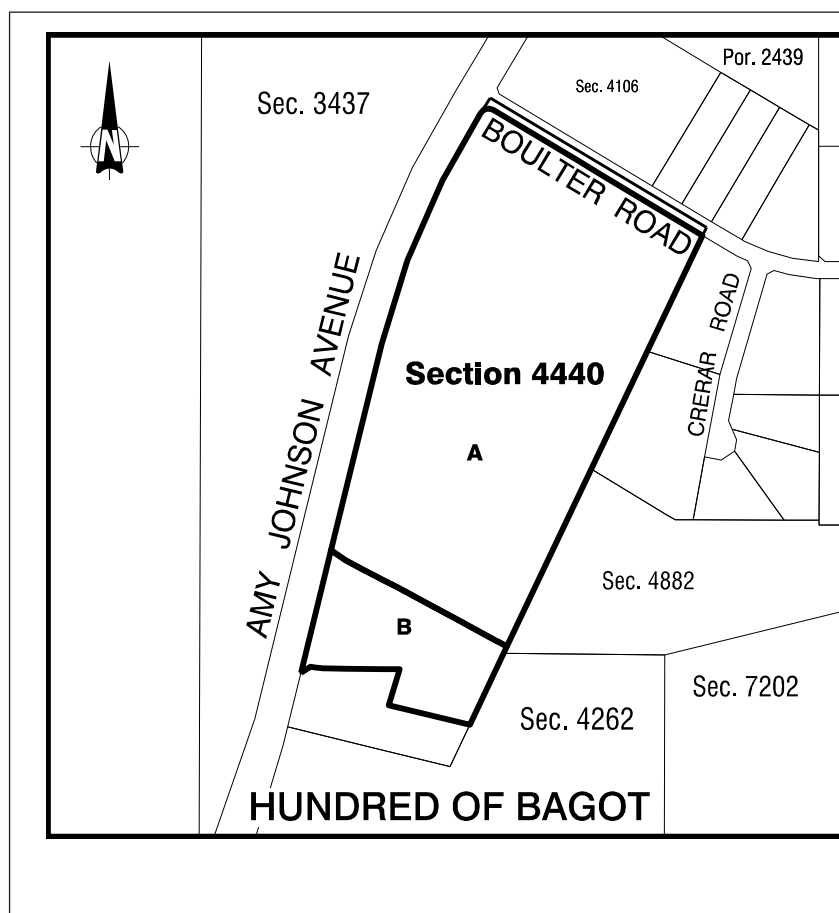 Por. 2439
Sec. 4106
Sec. 3437
N
BOULTER ROAD
CRERAR ROAD
AMY JOHNSON AVENUE
Section 4440
A
Sec. 4882
B
Sec. 7202
Sec. 4262
HUNDRED OF BAGOT